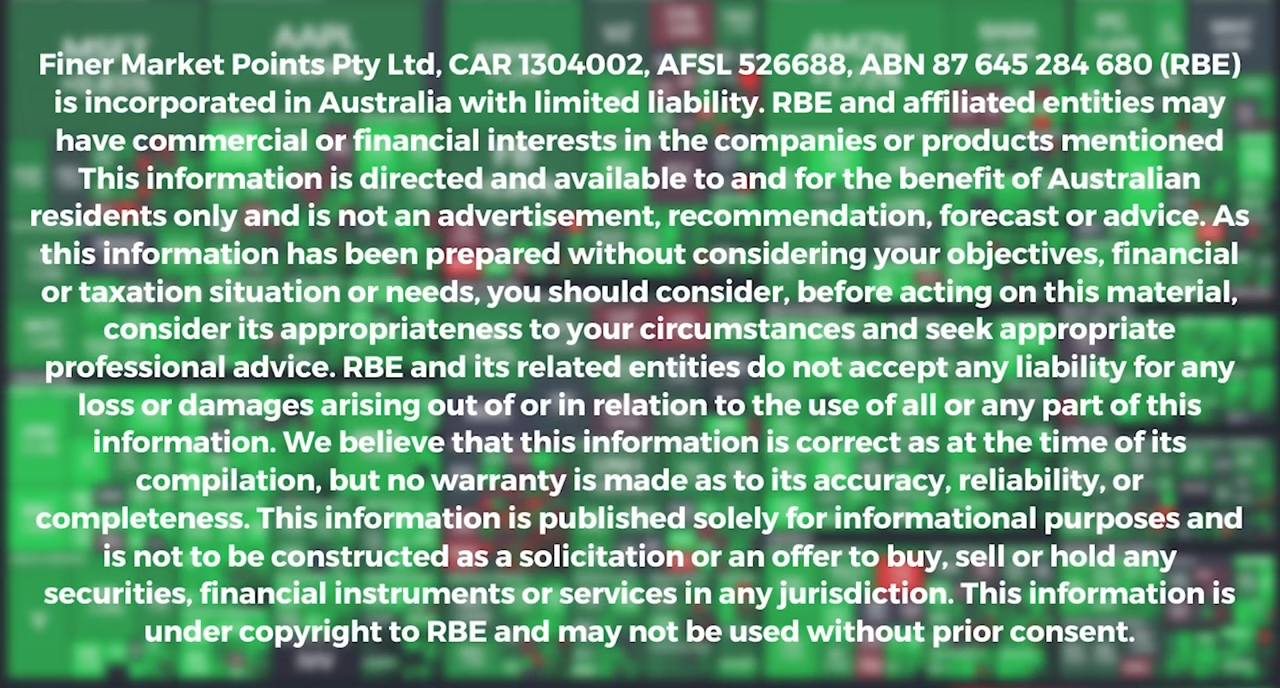 Finer Market Points Pty Ltd, CAR 1304002, AFSL 526688, ABN 87 645 284 680 (RBE)
is incorporated in Australia with limited liability. RBE and affiliated entities may
have commercial or financial interests in the companies or products mentioned
This information is directed and available to and for the benefit of Australian
residents only and is not an advertisement, recommendation, forecast or advice. As
this information has been prepared without considering your objectives, financial
or taxation situation or needs, you should consider, before acting on this material,
consider its appropriateness to your circumstances and seek appropriate
professional advice. RBE and its related entities do not accept any liability for any
loss or damages arising out of or in relation to the use of all or any part of this
information. We believe that this information is correct as at the time of its
compilation, but no warranty is made as to its accuracy, reliability, or
completeness. This information is published solely for informational purposes and
is not to be constructed as a solicitation or an offer to buy, sell or hold any
securities, financial instruments or services in any jurisdiction. This information is
under copyright to RBE and may not be used without prior consent.